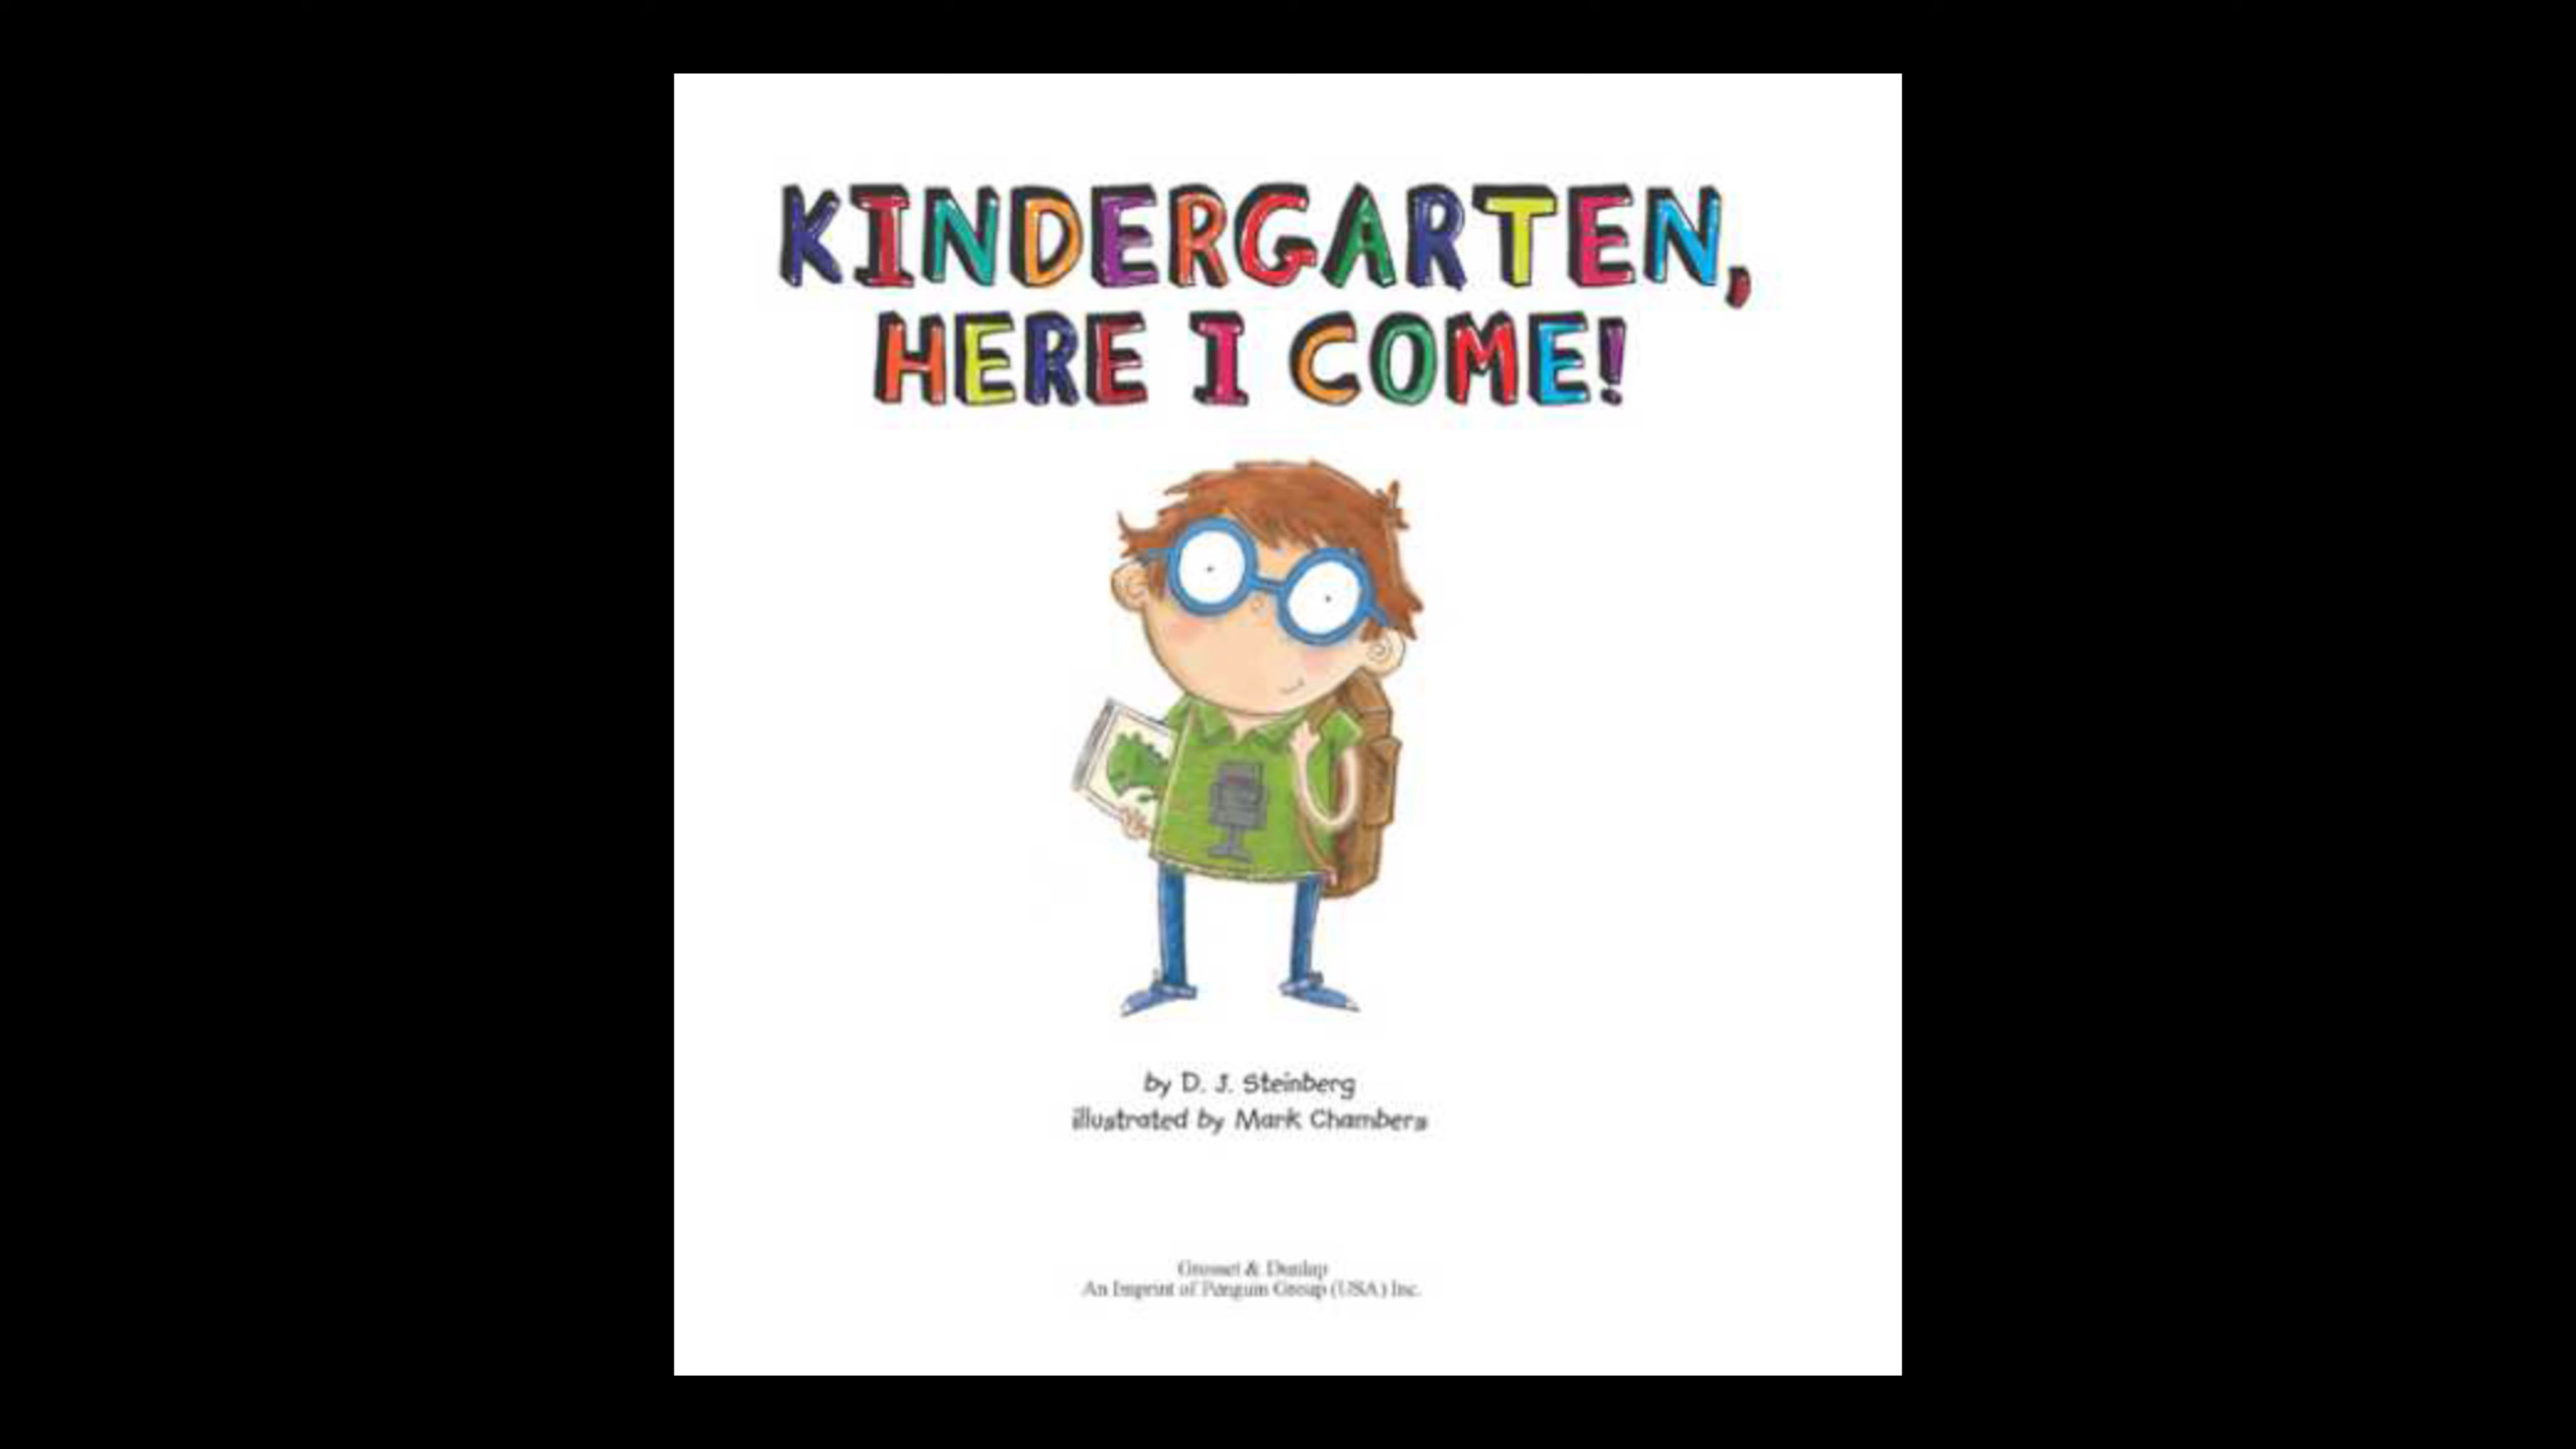 KINDERGARTEN,
HERE I COME!
by D. J. Steinberg
illustrated by Mark Chambers
Grosset & Dunlap
An Imprint of Penguin Group (USA) Inc.